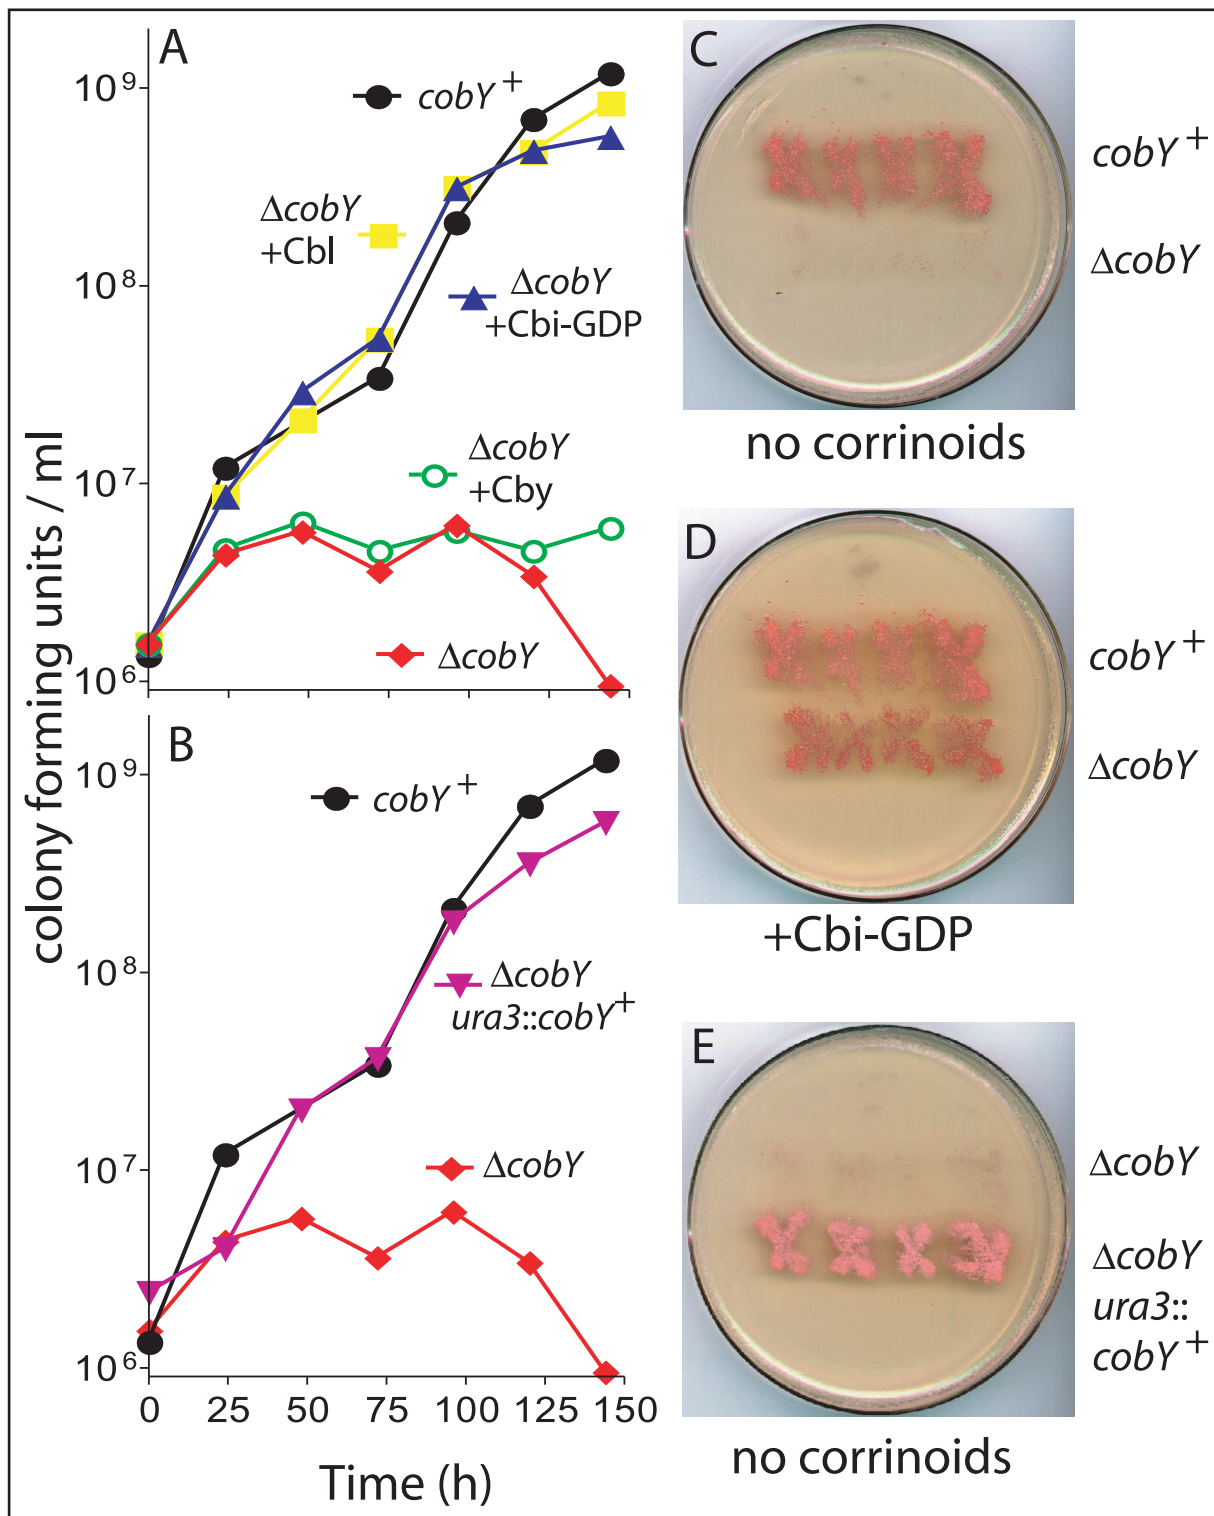 A
10⁹
cobY⁺
ΔcobY
+Cbl
10⁸
ΔcobY
+Cbi-GDP
10⁷
ΔcobY
+Cby
ΔcobY
10⁶
B
10⁹
cobY⁺
10⁸
ΔcobY
ura3::cobY⁺
10⁷
ΔcobY
10⁶
0 25 50 75 100 125 150
Time (h)
colony forming units / ml
C
cobY⁺
ΔcobY
no corrinoids
D
cobY⁺
ΔcobY
+Cbi-GDP
E
ΔcobY
ΔcobY
ura3::
cobY⁺
no corrinoids